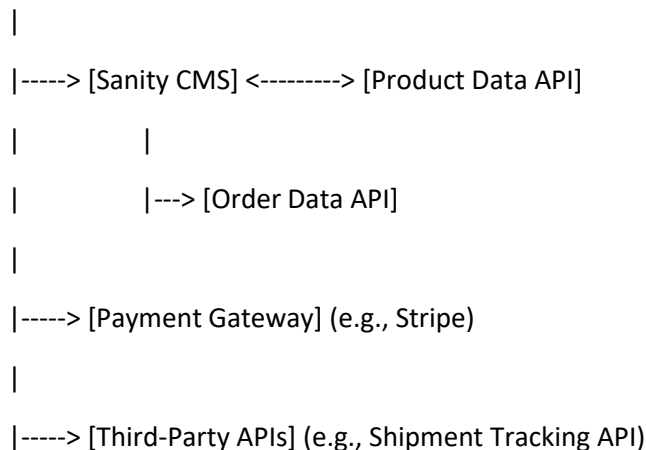 |
|-----> [Sanity CMS] <---------> [Product Data API]
| |
| |---> [Order Data API]
|
|-----> [Payment Gateway] (e.g., Stripe)
|
|-----> [Third-Party APIs] (e.g., Shipment Tracking API)